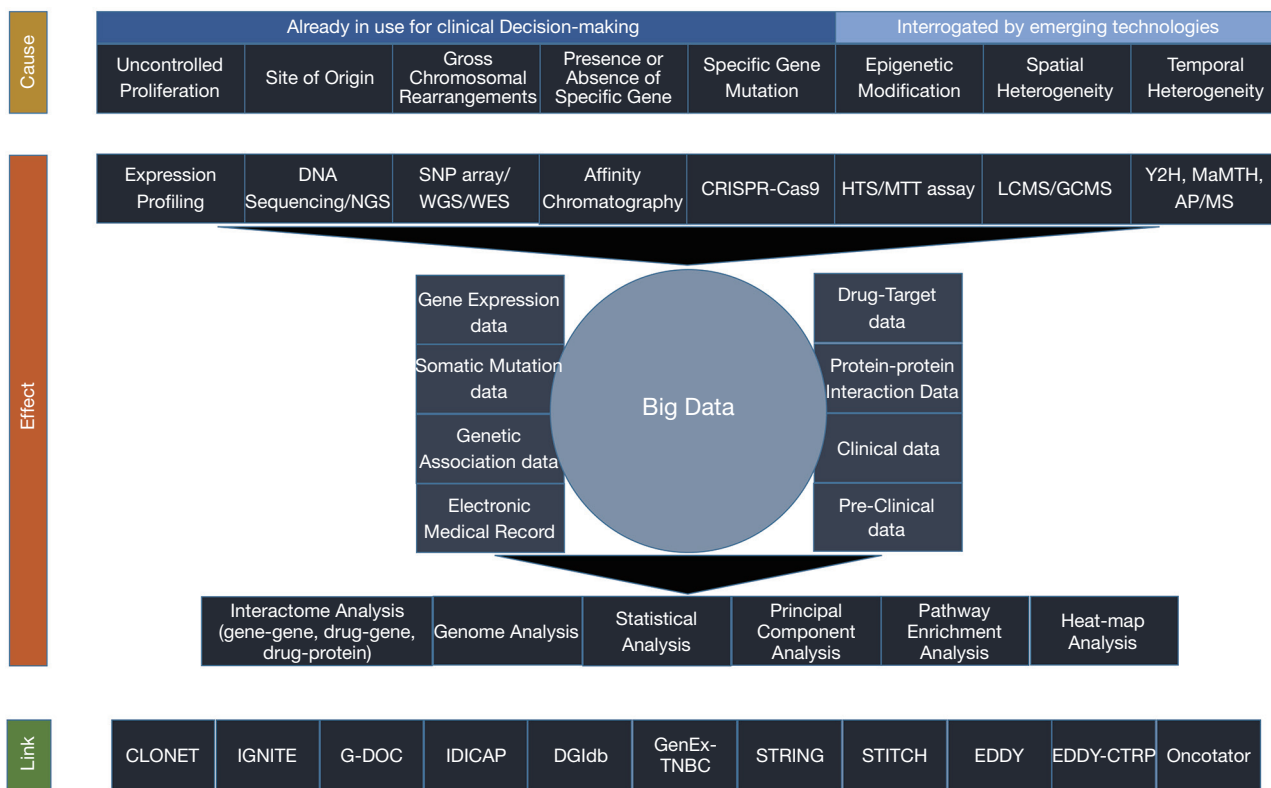 Cause
Already in use for clinical Decision-making
Interrogated by emerging technologies
Uncontrolled
Proliferation
Site of Origin
Gross
Chromosomal
Rearrangements
Presence or
Absence of
Specific Gene
Specific Gene
Mutation
Epigenetic
Modification
Spatial
Heterogeneity
Temporal
Heterogeneity
Effect
Expression
Profiling
DNA
Sequencing/NGS
SNP array/
WGS/WES
Affinity
Chromatography
CRISPR-Cas9
HTS/MTT assay
LCMS/GCMS
Y2H, MaMTH,
AP/MS
Gene Expression
data
Somatic Mutation
data
Genetic
Association data
Electronic
Medical Record
Big Data
Drug-Target
data
Protein-protein
Interaction Data
Clinical data
Pre-Clinical
data
Interactome Analysis
(gene-gene, drug-gene,
drug-protein)
Genome Analysis
Statistical
Analysis
Principal
Component
Analysis
Pathway
Enrichment
Analysis
Heat-map
Analysis
Link
CLONET
IGNITE
G-DOC
IDICAP
DGIdb
GenEx-
TNBC
STRING
STITCH
EDDY
EDDY-CTRP
Oncotator